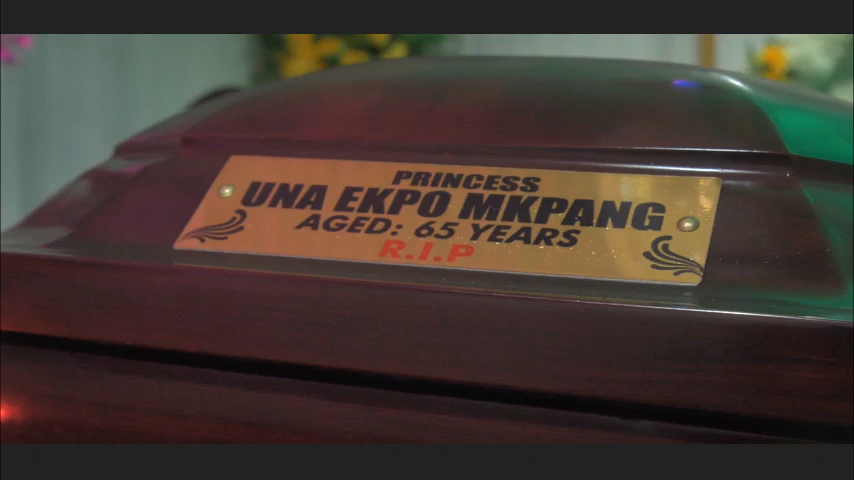 PRINCESS
UNA EKPO MKPANG
AGED: 65 YEARS
R.I.P